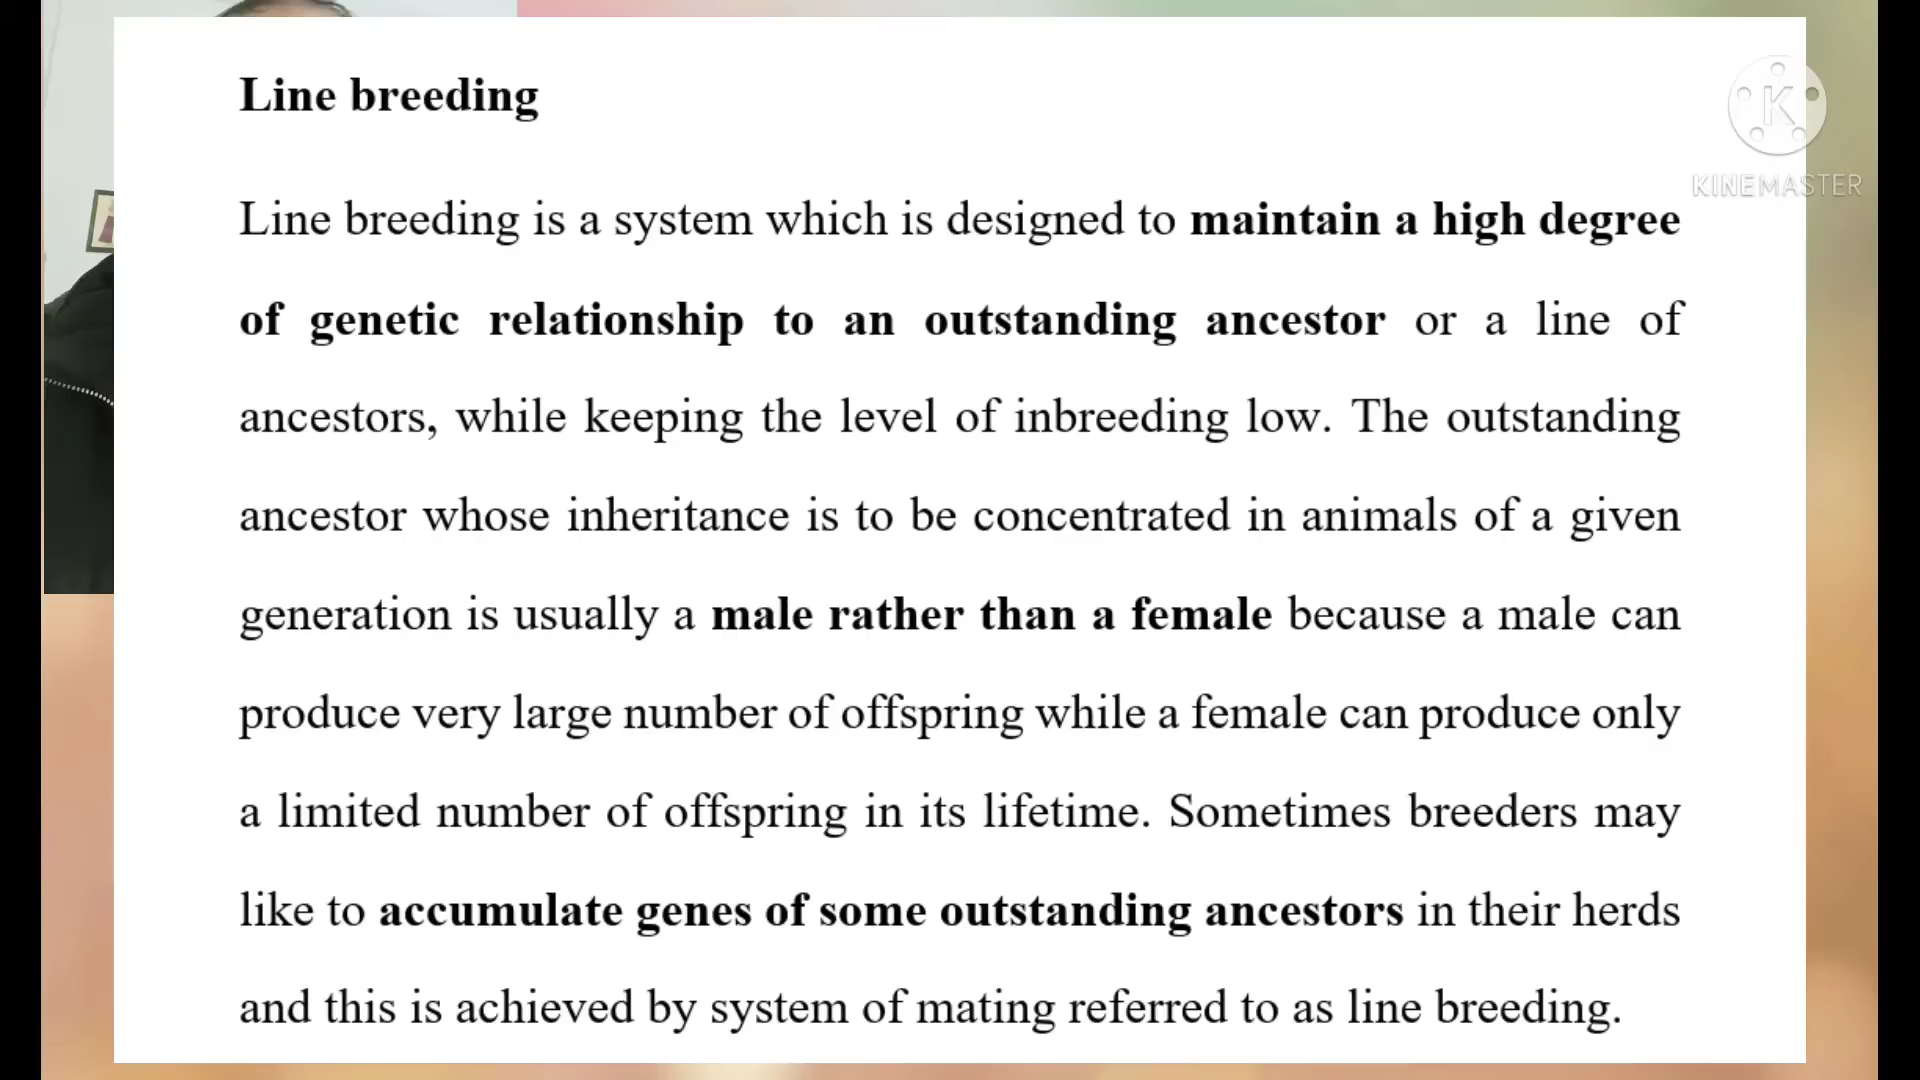 Line breeding
Line breeding is a system which is designed to maintain a high degree
of genetic relationship to an outstanding ancestor or a line of
ancestors, while keeping the level of inbreeding low. The outstanding
ancestor whose inheritance is to be concentrated in animals of a given
generation is usually a male rather than a female because a male can
produce very large number of offspring while a female can produce only
a limited number of offspring in its lifetime. Sometimes breeders may
like to accumulate genes of some outstanding ancestors in their herds
and this is achieved by system of mating referred to as line breeding.
K
KINEMASTER